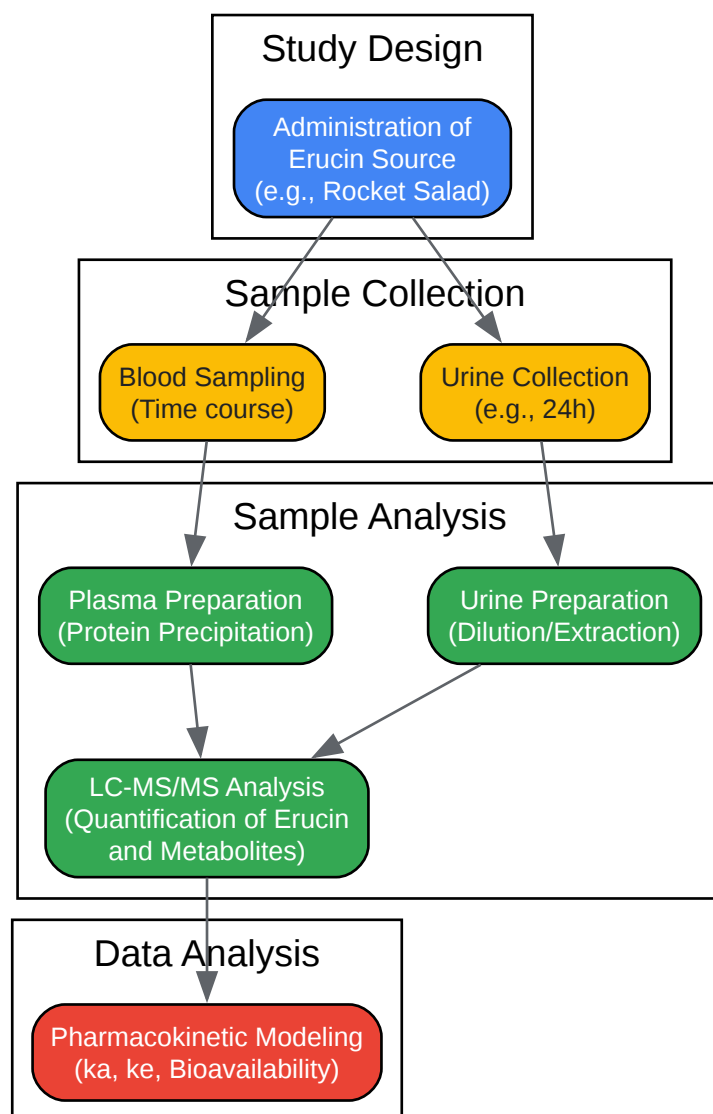 Study Design
Administration of
Erucin Source
(e.g., Rocket Salad)
Sample Collection
Blood Sampling
(Time course)
Urine Collection
(e.g., 24h)
Sample Analysis
Plasma Preparation
(Protein Precipitation)
Urine Preparation
(Dilution/Extraction)
LC-MS/MS Analysis
(Quantification of Erucin
and Metabolites)
Data Analysis
Pharmacokinetic Modeling
(ka, ke, Bioavailability)